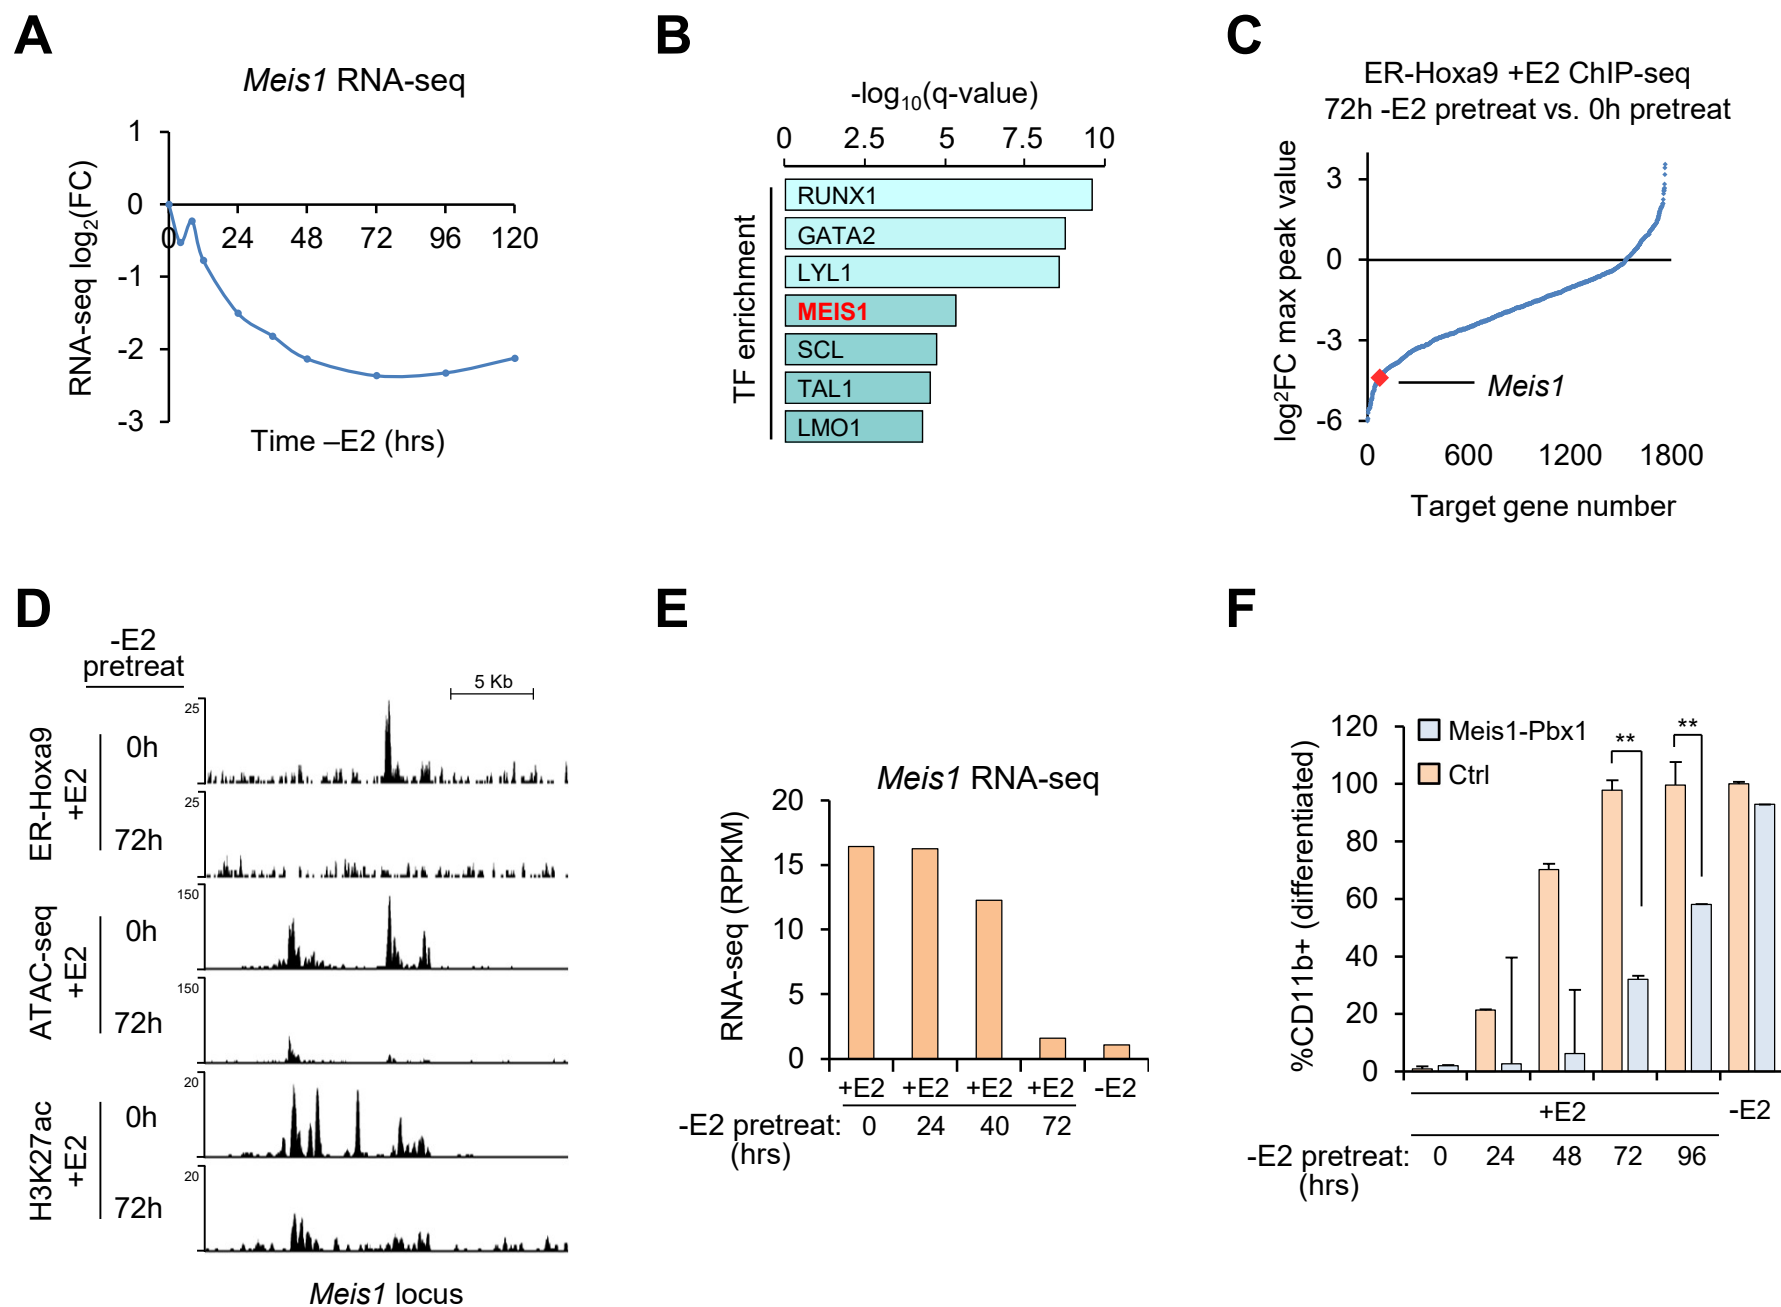 A
Meis1 RNA-seq
RNA-seq log2(FC)
1
0
-1
-2
-3
0 24 48 72 96 120
Time –E2 (hrs)
B
-log10(q-value)
0 2.5 5 7.5 10
TF enrichment
RUNX1
GATA2
LYL1
MEIS1
SCL
TAL1
LMO1
C
ER-Hoxa9 +E2 ChIP-seq
72h -E2 pretreat vs. 0h pretreat
log2FC max peak value
3
0
-3
-6
Meis1
0 600 1200 1800
Target gene number
D
-E2
pretreat
5 Kb
ER-Hoxa9
+E2
0h
25
72h
25
ATAC-seq
+E2
0h
150
72h
150
H3K27ac
+E2
0h
20
72h
20
Meis1 locus
E
Meis1 RNA-seq
RNA-seq (RPKM)
20
15
10
5
0
+E2 +E2 +E2 +E2 -E2
-E2 pretreat: 0 24 40 72
(hrs)
F
%CD11b+ (differentiated)
120
100
80
60
40
20
0
Meis1-Pbx1
Ctrl
** **
+E2 -E2
-E2 pretreat: 0 24 48 72 96
(hrs)